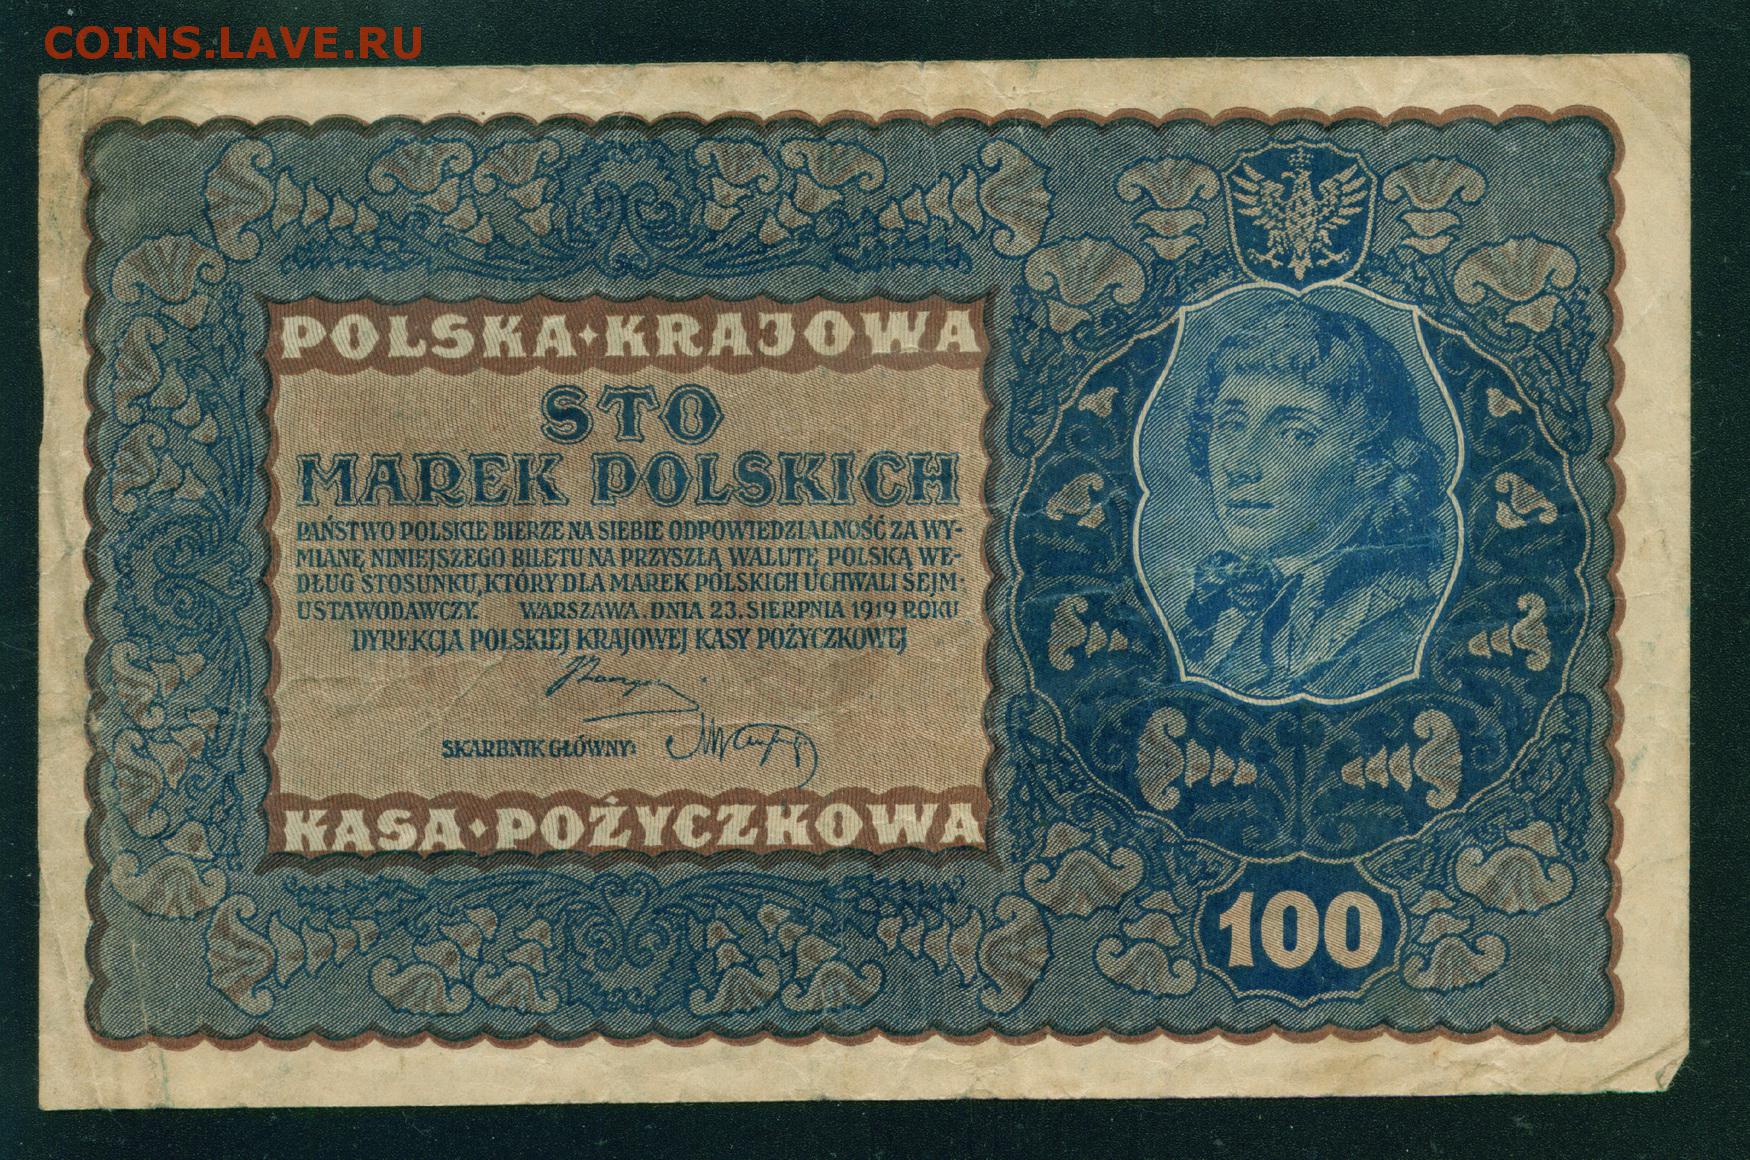 COINS.LAVE.RU
POLSKA·KRAJOWA
STO
MAREK POLSKICH
PAŃSTWO POLSKIE BIERZE NA SIEBIE ODPOWIEDZIALNOŚĆ ZA WY-
MIANĘ NINIEJSZEGO BILETU NA PRZYSZŁĄ WALUTĘ POLSKĄ WE-
DŁUG STOSUNKU, KTÓRY DLA MAREK POLSKICH UCHWALI SEJM-
USTAWODAWCZY. WARSZAWA. DNIA 23. SIERPNIA 1919 ROKU
DYREKCJA POLSKIEJ KRAJOWEJ KASY POŻYCZKOWEJ
SKARBNIK GŁÓWNY:
KASA·POŻYCZKOWA
100